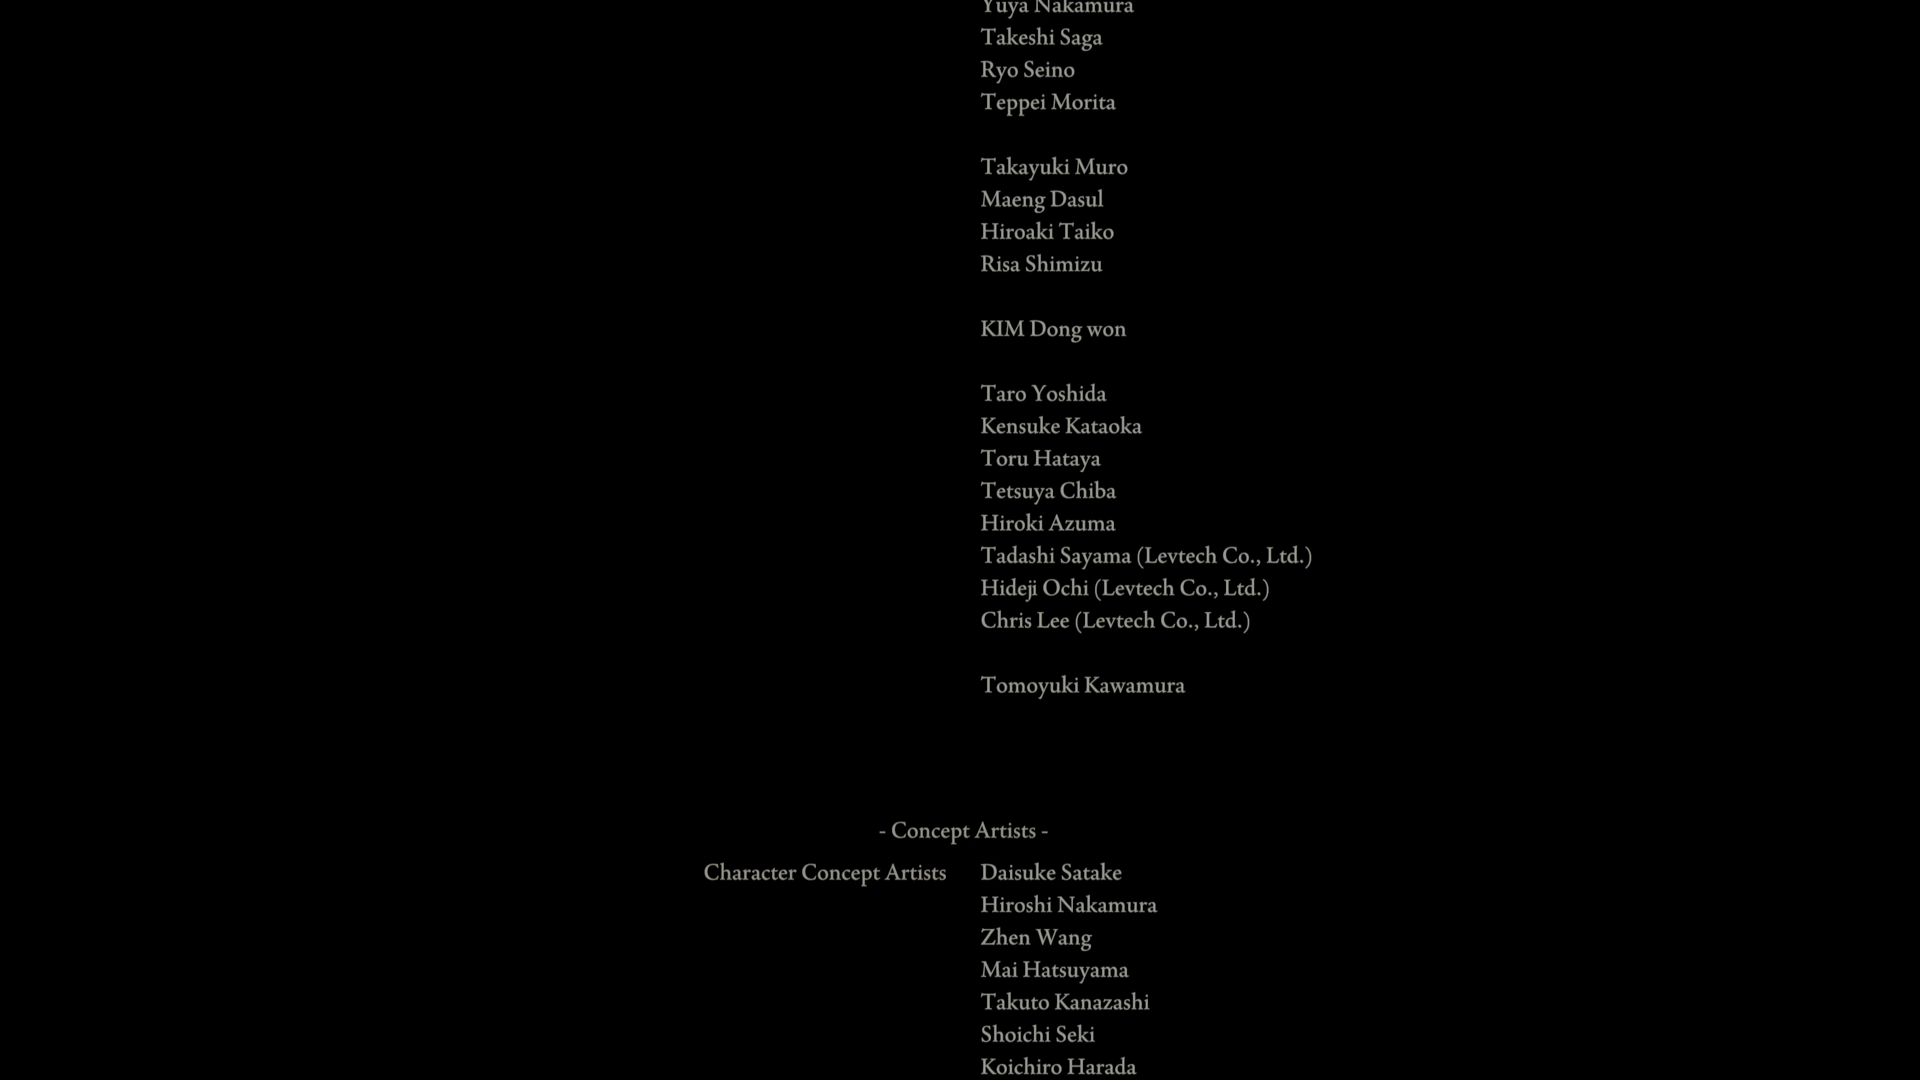 Yuya Nakamura
Takeshi Saga
Ryo Seino
Teppei Morita
Takayuki Muro
Maeng Dasul
Hiroaki Taiko
Risa Shimizu
KIM Dong won
Taro Yoshida
Kensuke Kataoka
Toru Hataya
Tetsuya Chiba
Hiroki Azuma
Tadashi Sayama (Levtech Co., Ltd.)
Hideji Ochi (Levtech Co., Ltd.)
Chris Lee (Levtech Co., Ltd.)
Tomoyuki Kawamura
- Concept Artists -
Character Concept Artists Daisuke Satake
Hiroshi Nakamura
Zhen Wang
Mai Hatsuyama
Takuto Kanazashi
Shoichi Seki
Koichiro Harada